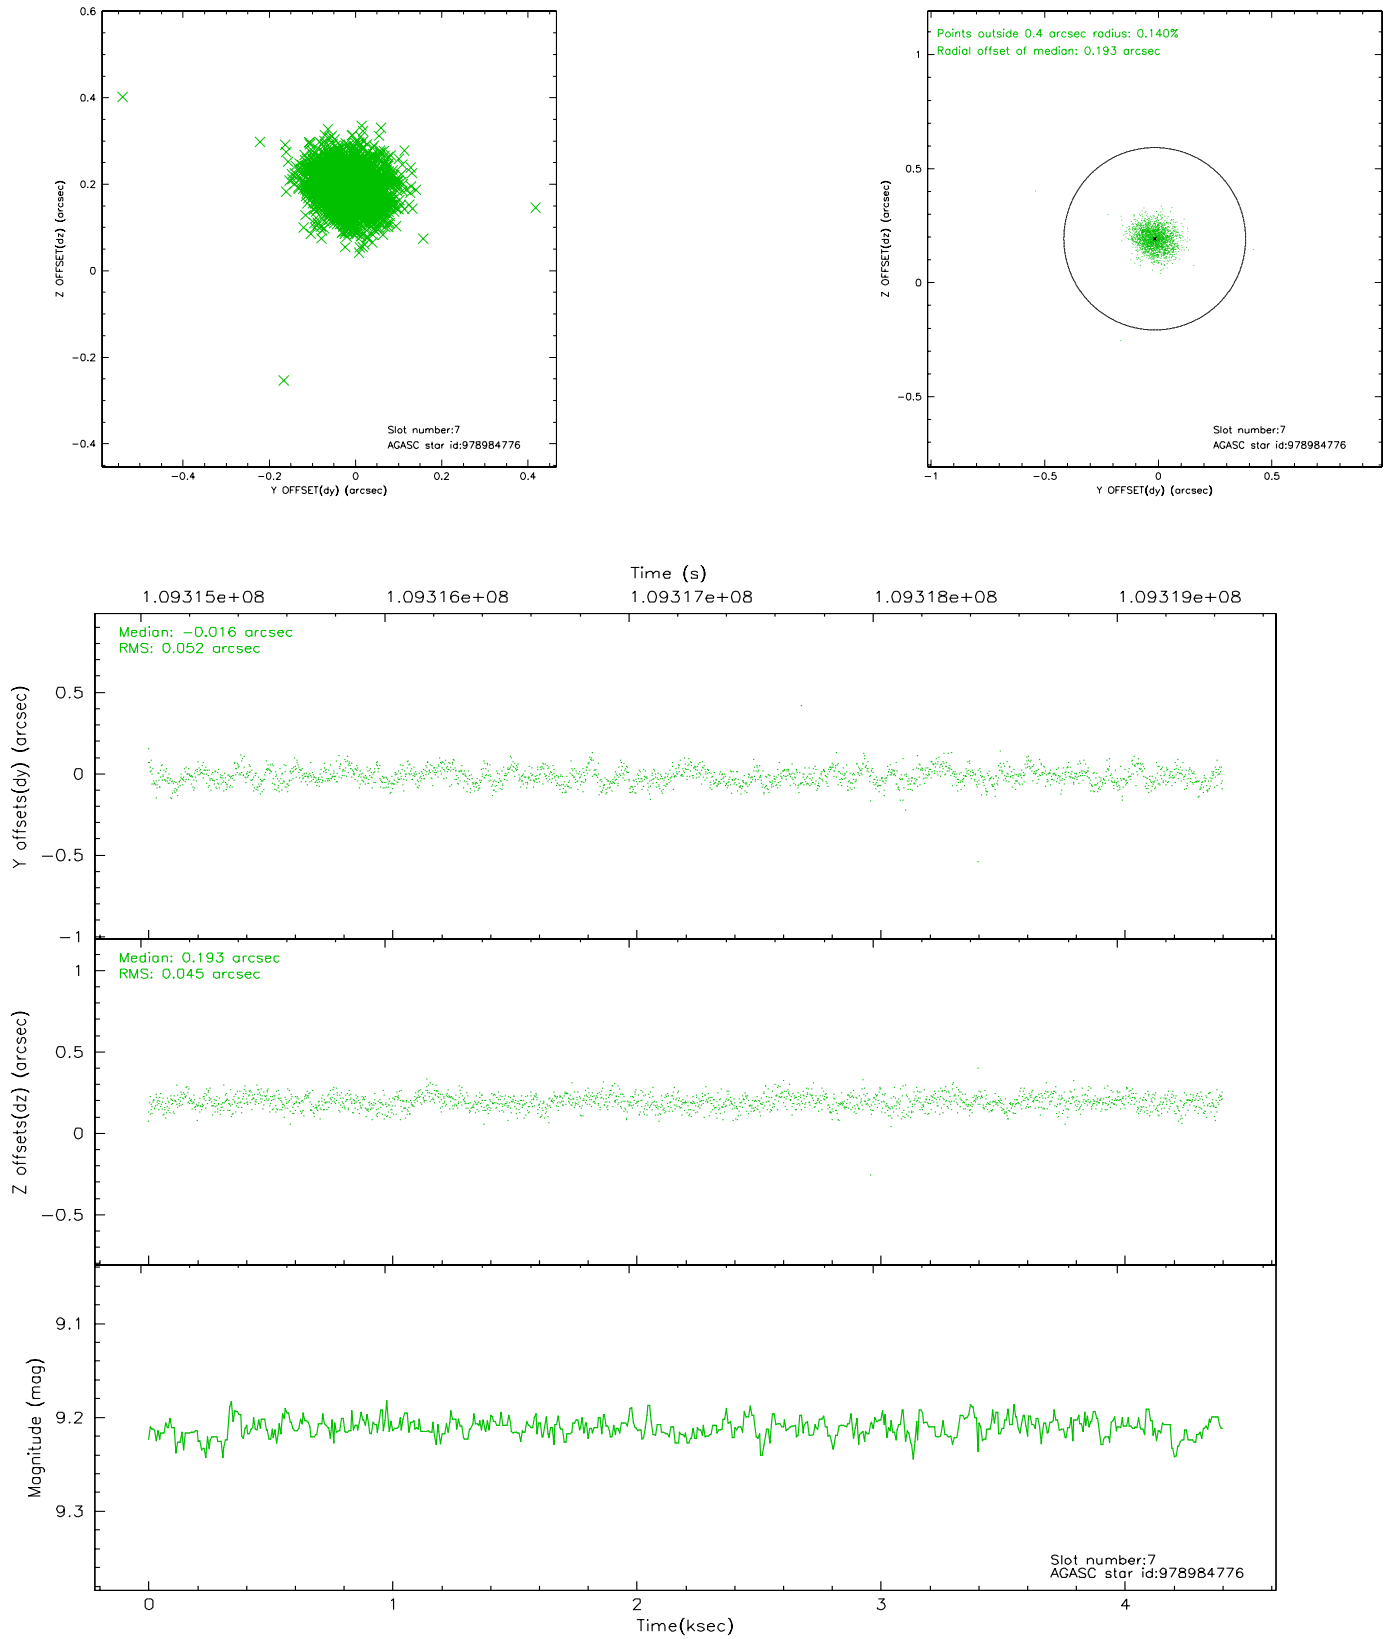 0.6
0.4
0.2
0
−0.2
−0.4
Z OFFSET(dz) (arcsec)
Slot number:7
AGASC star id:978984776
−0.4 −0.2 0 0.2 0.4
Y OFFSET(dy) (arcsec)
Points outside 0.4 arcsec radius: 0.140%
Radial offset of median: 0.193 arcsec
1
0.5
0
−0.5
Z OFFSET(dz) (arcsec)
Slot number:7
AGASC star id:978984776
−1 −0.5 0 0.5
Y OFFSET(dy) (arcsec)
Time (s)
1.09315e+08 1.09316e+08 1.09317e+08 1.09318e+08 1.09319e+08
Median: −0.016 arcsec
RMS: 0.052 arcsec
0.5
0
−0.5
−1
Y offsets(dy) (arcsec)
Median: 0.193 arcsec
RMS: 0.045 arcsec
1
0.5
0
−0.5
Z offsets(dz) (arcsec)
9.1
9.2
9.3
Magnitude (mag)
Slot number:7
AGASC star id:978984776
0 1 2 3 4
Time(ksec)